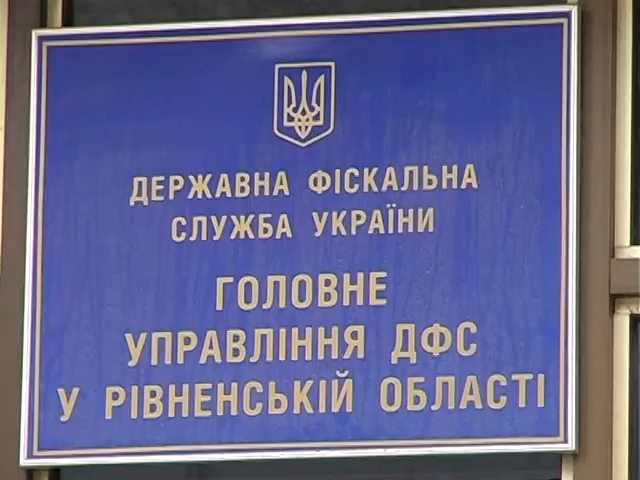 ДЕРЖАВНА ФІСКАЛЬНА
СЛУЖБА УКРАЇНИ
ГОЛОВНЕ
УПРАВЛІННЯ ДФС
У РІВНЕНСЬКІЙ ОБЛАСТІ